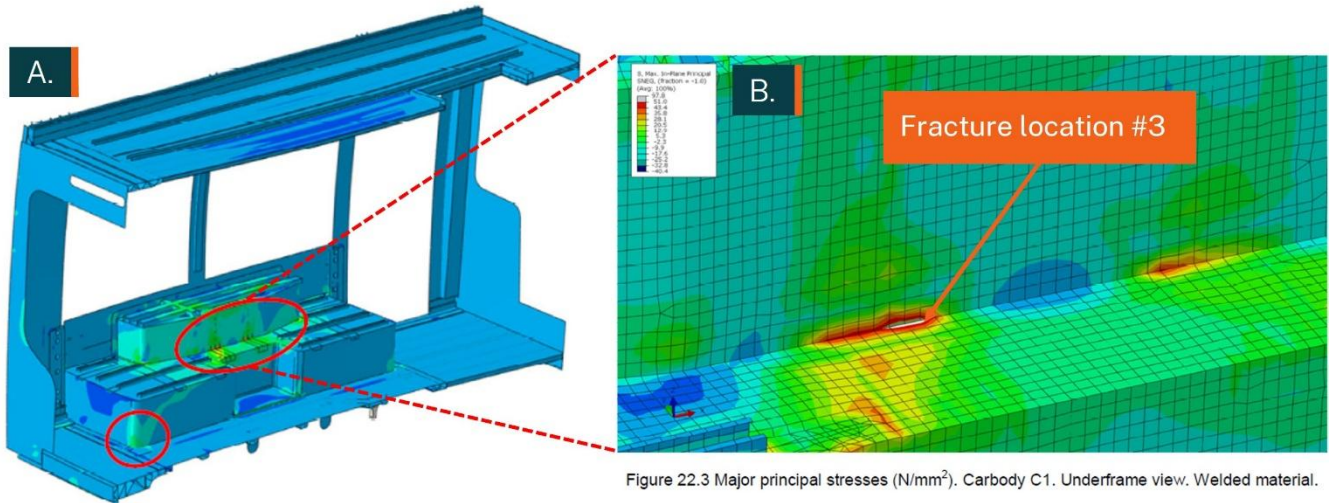 A.
B.
S, Max. In-Plane Principal
SNEG, (fraction = -1.0)
(Avg: 100%)
97.8
51.0
43.4
35.8
28.1
20.5
12.9
5.3
-2.3
-9.9
-17.6
-25.2
-32.8
-40.4
Fracture location #3
Figure 22.3 Major principal stresses (N/mm²). Carbody C1. Underframe view. Welded material.